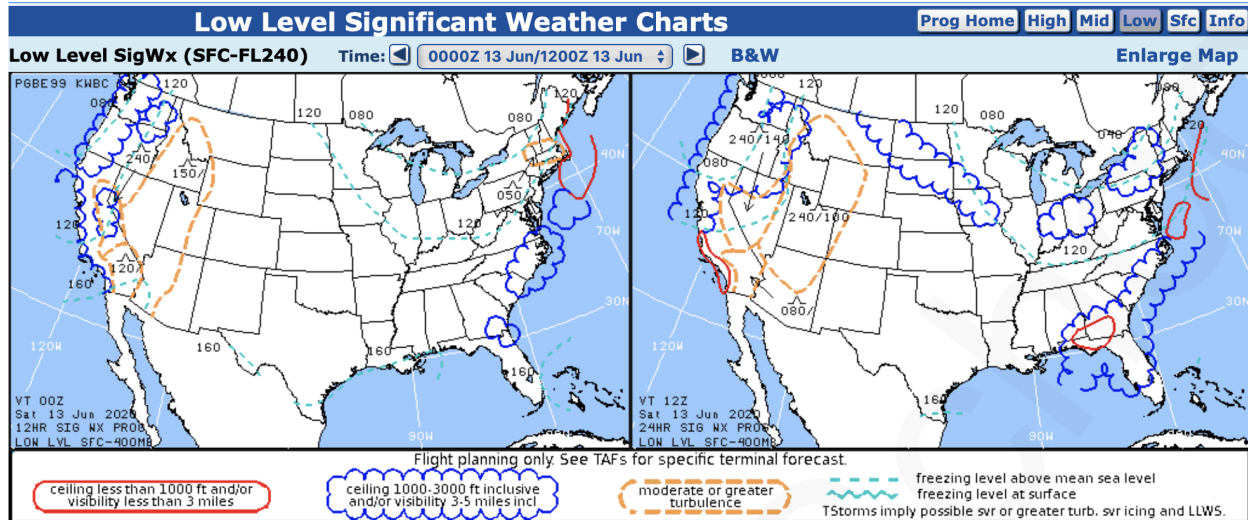 Low Level Significant Weather Charts
Prog Home High Mid Low Sfc Info
Low Level SigWx (SFC-FL240) Time: 0000Z 13 Jun/1200Z 13 Jun B&W Enlarge Map
PGBE99 KWBC
120
080
120
080
080
120
40N
240/
150/
050/
120
70W
120/
160
30N
160
160
160
120W
90W
VT 00Z
Sat 13 Jun 2020
12HR SIG WX PROG
LOW LVL SFC-400MB
080
120
080
040
120
40N
240/140
080
120
240/100
120
70W
30N
080/
160
120W
90W
VT 12Z
Sat 13 Jun 2020
24HR SIG WX PROG
LOW LVL SFC-400MB
Flight planning only. See TAFs for specific terminal forecast.
ceiling less than 1000 ft and/or
visibility less than 3 miles
ceiling 1000-3000 ft inclusive
and/or visibility 3-5 miles incl
moderate or greater
turbulence
freezing level above mean sea level
freezing level at surface
TStorms imply possible svr or greater turb. svr icing and LLWS.